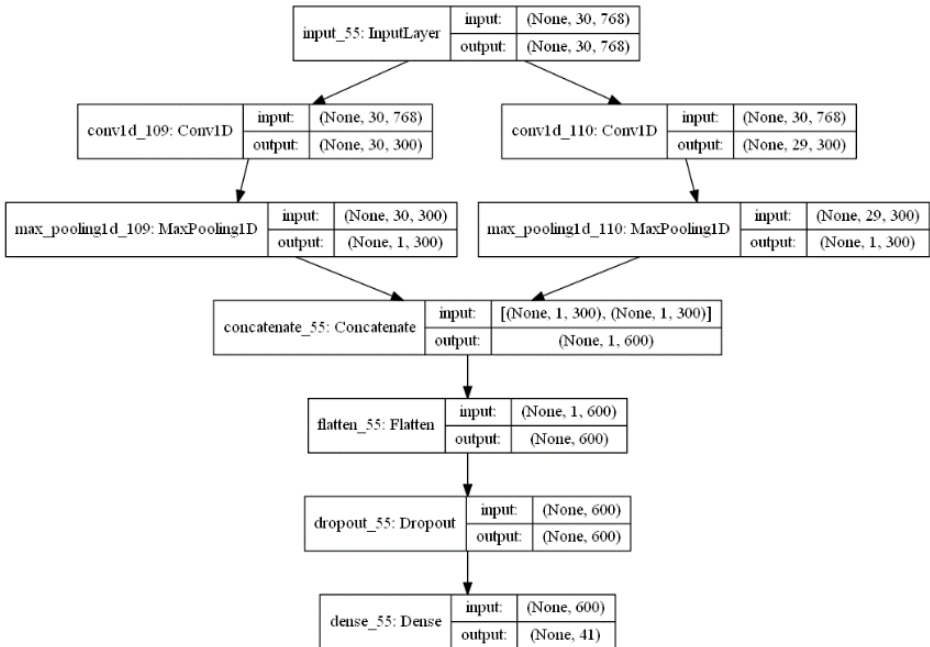 input_55: InputLayer
input: (None, 30, 768)
output: (None, 30, 768)
conv1d_109: Conv1D
input: (None, 30, 768)
output: (None, 30, 300)
conv1d_110: Conv1D
input: (None, 30, 768)
output: (None, 29, 300)
max_pooling1d_109: MaxPooling1D
input: (None, 30, 300)
output: (None, 1, 300)
max_pooling1d_110: MaxPooling1D
input: (None, 29, 300)
output: (None, 1, 300)
concatenate_55: Concatenate
input: [(None, 1, 300), (None, 1, 300)]
output: (None, 1, 600)
flatten_55: Flatten
input: (None, 1, 600)
output: (None, 600)
dropout_55: Dropout
input: (None, 600)
output: (None, 600)
dense_55: Dense
input: (None, 600)
output: (None, 41)